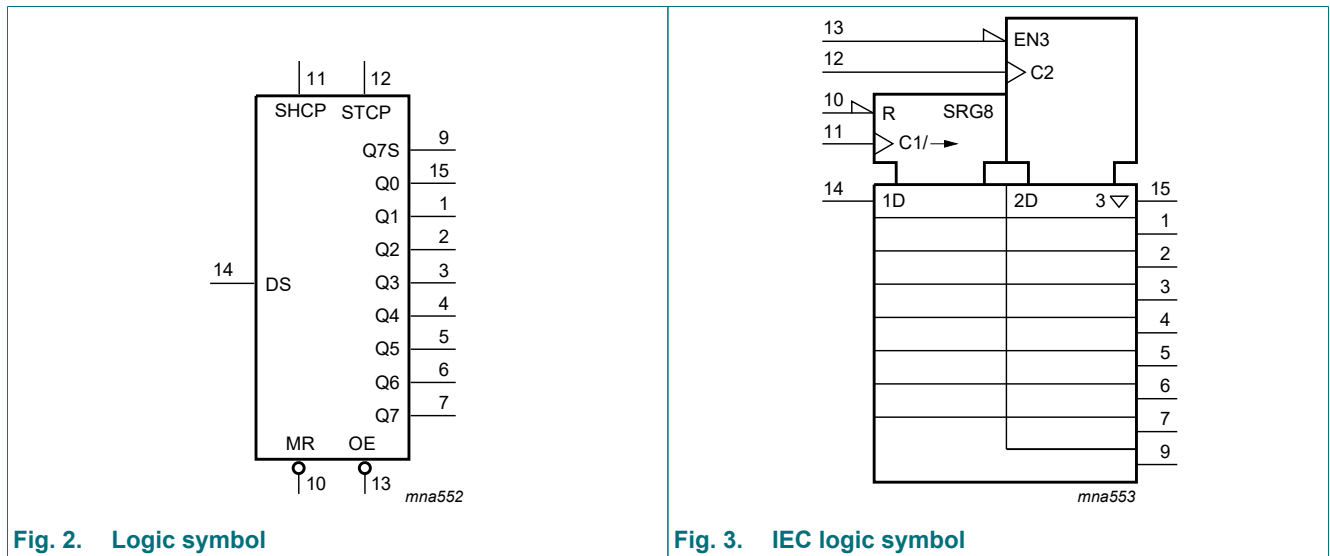 11 12
SHCP STCP
Q7S 9
Q0 15
Q1 1
Q2 2
14 DS Q3 3
Q4 4
Q5 5
Q6 6
Q7 7
MR OE
10 13
mna552
Fig. 2. Logic symbol
13 EN3
12 C2
10 R SRG8
11 C1/
14 1D 2D 3 15
1
2
3
4
5
6
7
9
mna553
Fig. 3. IEC logic symbol